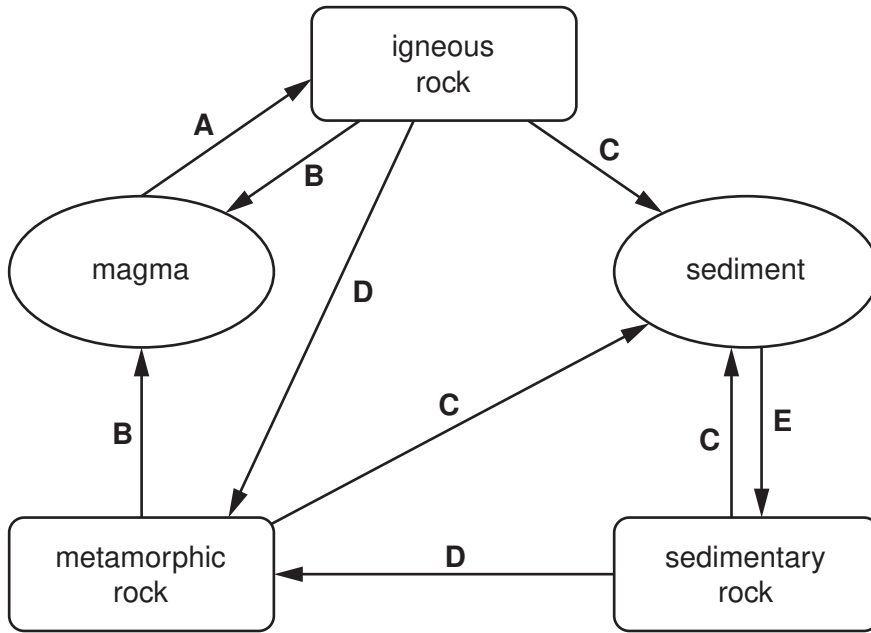 igneous
rock
A
B
C
magma
sediment
D
C
B
C
E
metamorphic
rock
D
sedimentary
rock